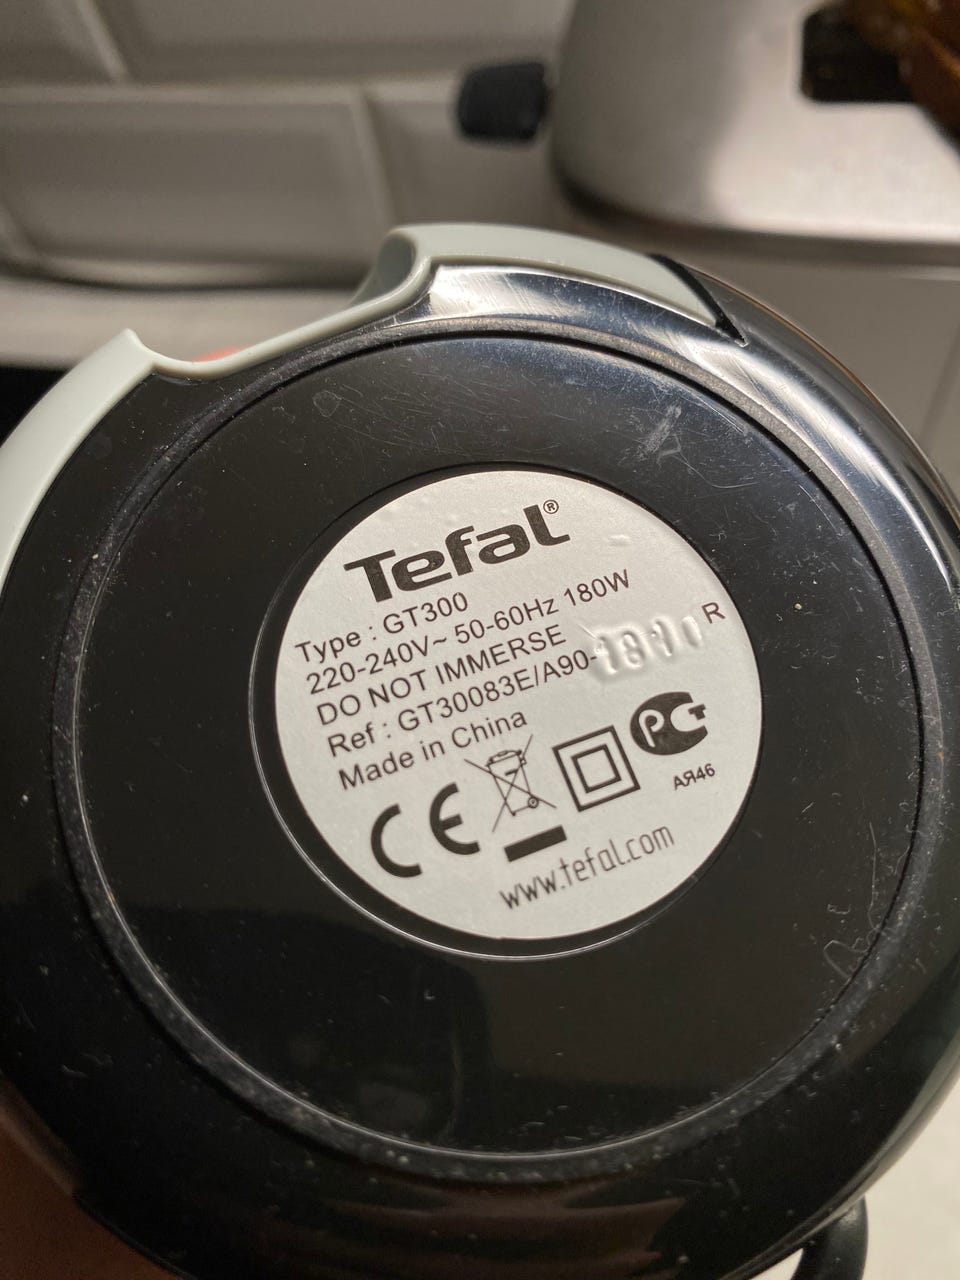 Tefal®
Type : GT300
220-240V~ 50-60Hz 180W
DO NOT IMMERSE
Ref : GT30083E/A90- R
Made in China
CE
РСТ
АЯ46
www.tefal.com